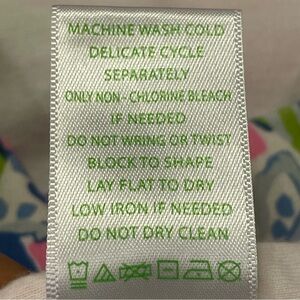 MACHINE WASH COLD
DELICATE CYCLE
SEPARATELY
ONLY NON - CHLORINE BLEACH
IF NEEDED
DO NOT WRING OR TWIST
BLOCK TO SHAPE
LAY FLAT TO DRY
LOW IRON IF NEEDED
DO NOT DRY CLEAN